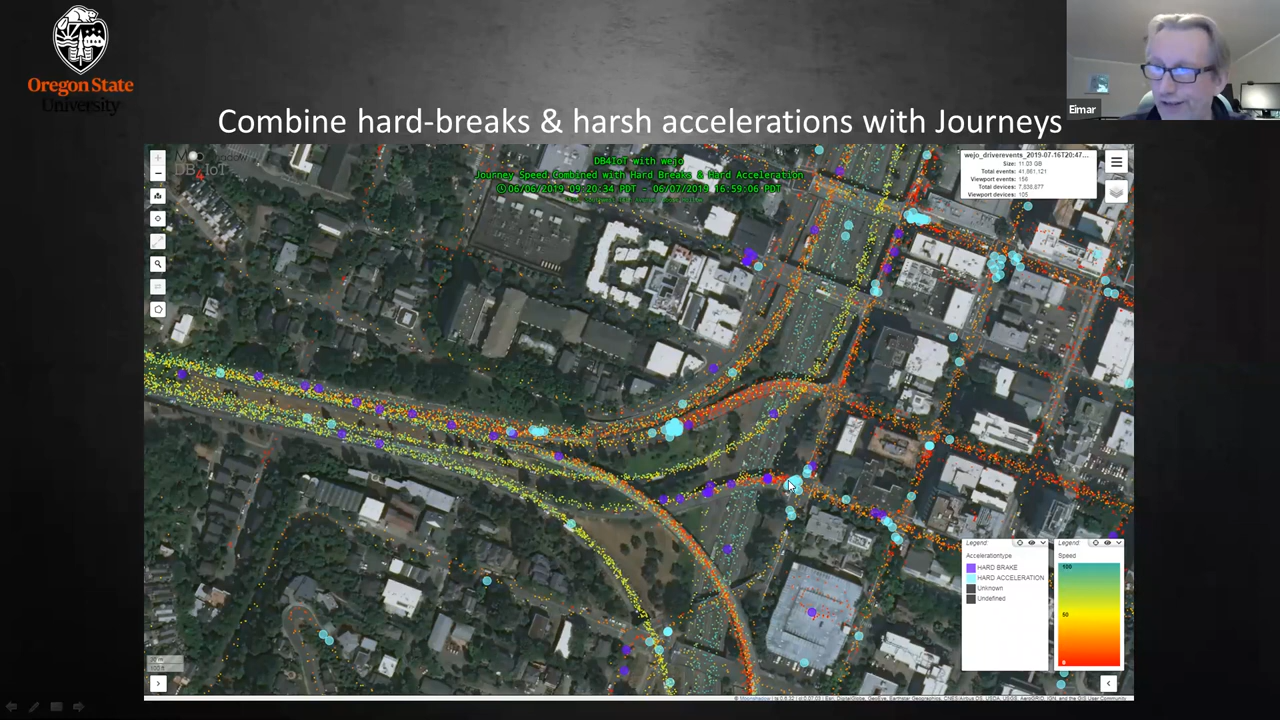 Oregon State
University
Eimar
Combine hard-breaks & harsh accelerations with Journeys
DB4IoT
DB4IoT with wejo
Journey Speed Combined with Hard Breaks & Hard Acceleration
06/06/2019 09:20:34 PDT - 06/07/2019 16:59:06 PDT
wejo_driverevents_2019-07-16T20:47...
Size: 11.03 GB
Total events: 41,661,121
Viewport events: 156
Total devices: 7,838,877
Viewport devices: 105
Legend:
Accelerationtype
HARD BRAKE
HARD ACCELERATION
Unknown
Undefined
Legend:
Speed
100
50
0